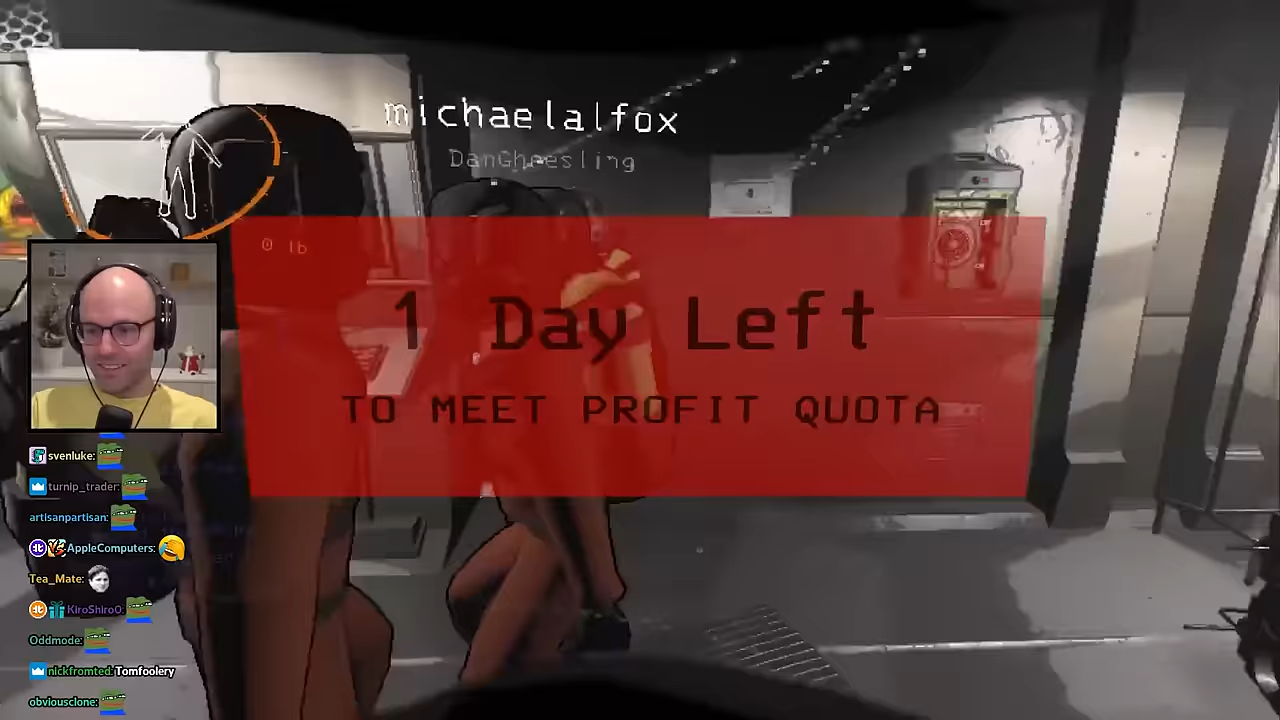 michaelalfox
DanGheesling
0 lb
1 Day Left
TO MEET PROFIT QUOTA
svenluke:
turnip_trader:
artisanpartisan:
AppleComputers:
Tea_Mate:
KiroShiro0:
Oddmode:
nickfromted: Tomfoolery
obviousclone: